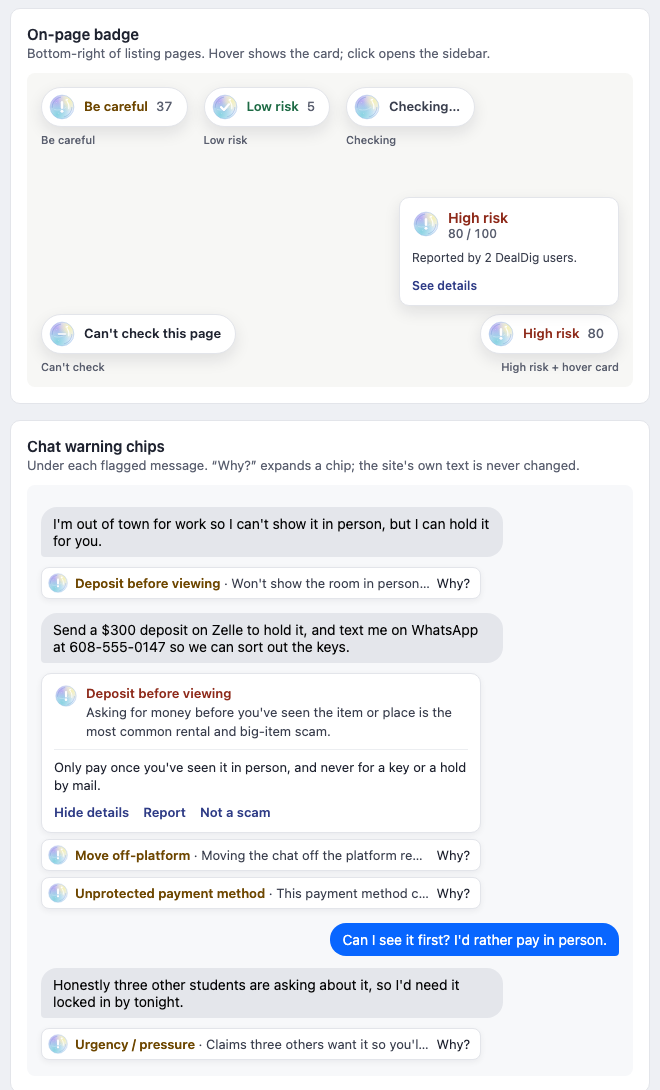 On-page badge
Bottom-right of listing pages. Hover shows the card; click opens the sidebar.
Be careful 37
Low risk 5
Checking...
Be careful
Low risk
Checking
High risk
80 / 100
Reported by 2 DealDig users.
See details
Can't check this page
High risk 80
Can't check
High risk + hover card
Chat warning chips
Under each flagged message. “Why?” expands a chip; the site's own text is never changed.
I'm out of town for work so I can't show it in person, but I can hold it
for you.
Deposit before viewing · Won't show the room in person... Why?
Send a $300 deposit on Zelle to hold it, and text me on WhatsApp
at 608-555-0147 so we can sort out the keys.
Deposit before viewing
Asking for money before you've seen the item or place is the
most common rental and big-item scam.
Only pay once you've seen it in person, and never for a key or a hold
by mail.
Hide details Report Not a scam
Move off-platform · Moving the chat off the platform re... Why?
Unprotected payment method · This payment method c... Why?
Can I see it first? I'd rather pay in person.
Honestly three other students are asking about it, so I'd need it
locked in by tonight.
Urgency / pressure · Claims three others want it so you'l... Why?